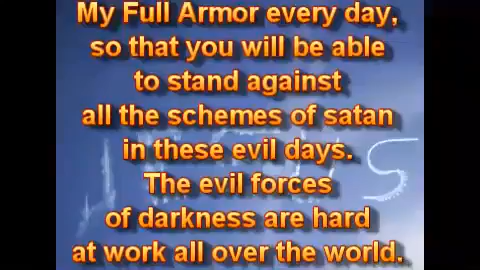 My Full Armor every day,
so that you will be able
to stand against
all the schemes of satan
in these evil days.
The evil forces
of darkness are hard
at work all over the world.